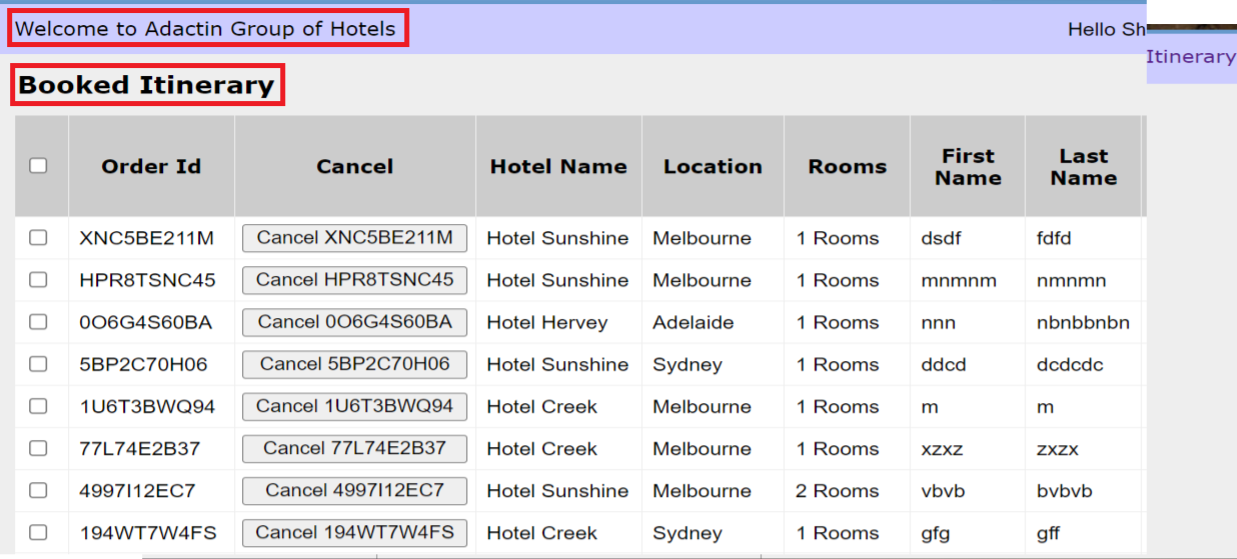 Welcome to Adactin Group of Hotels Hello Sh
Itinerary
Booked Itinerary
Order Id Cancel Hotel Name Location Rooms First Name Last Name
XNC5BE211M Cancel XNC5BE211M Hotel Sunshine Melbourne 1 Rooms dsdf fdfd
HPR8TSNC45 Cancel HPR8TSNC45 Hotel Sunshine Melbourne 1 Rooms mnmnm nmnmn
0O6G4S60BA Cancel 0O6G4S60BA Hotel Hervey Adelaide 1 Rooms nnn nbnbbnbn
5BP2C70H06 Cancel 5BP2C70H06 Hotel Sunshine Sydney 1 Rooms ddcd dcdcdc
1U6T3BWQ94 Cancel 1U6T3BWQ94 Hotel Creek Melbourne 1 Rooms m m
77L74E2B37 Cancel 77L74E2B37 Hotel Creek Melbourne 1 Rooms xzxz zxzx
4997I12EC7 Cancel 4997I12EC7 Hotel Sunshine Melbourne 2 Rooms vbvb bvbvb
194WT7W4FS Cancel 194WT7W4FS Hotel Creek Sydney 1 Rooms gfg gff